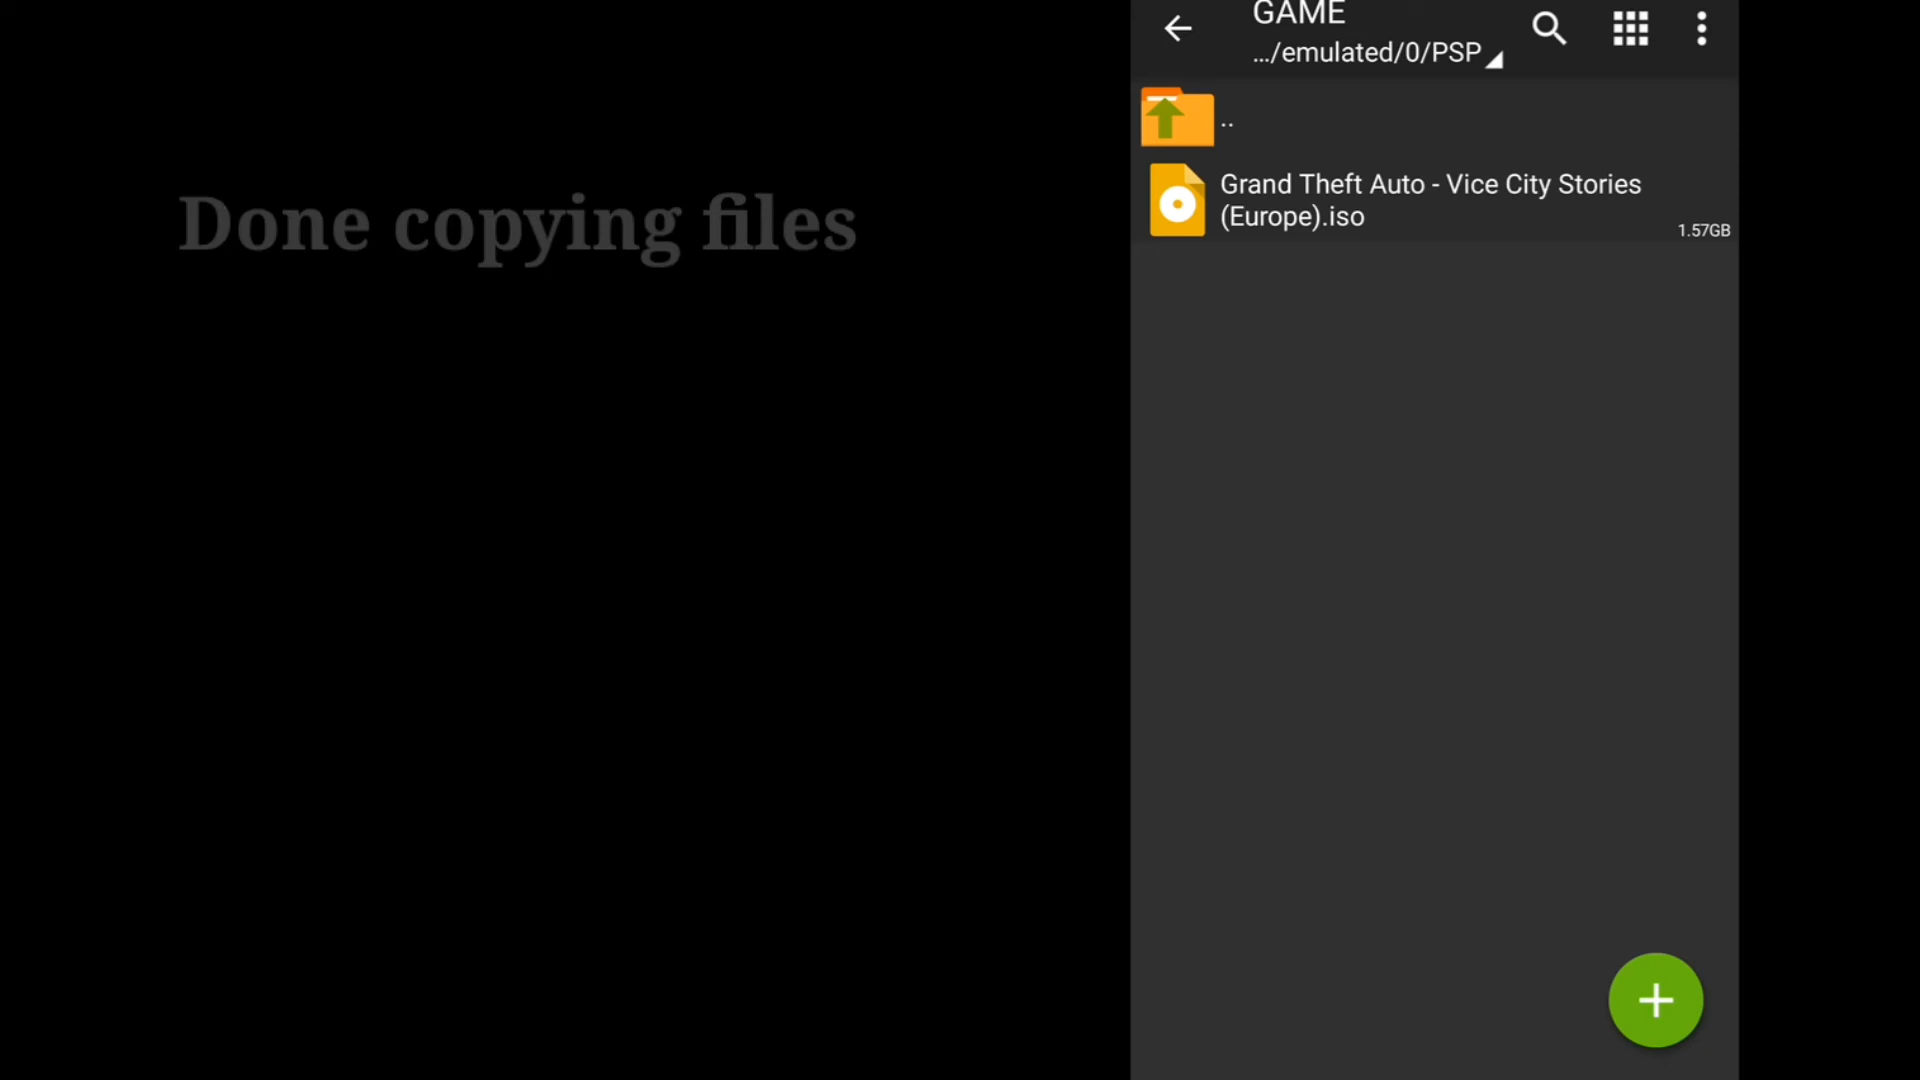 Done copying files
GAME
.../emulated/0/PSP
..
Grand Theft Auto - Vice City Stories
(Europe).iso
1.57GB